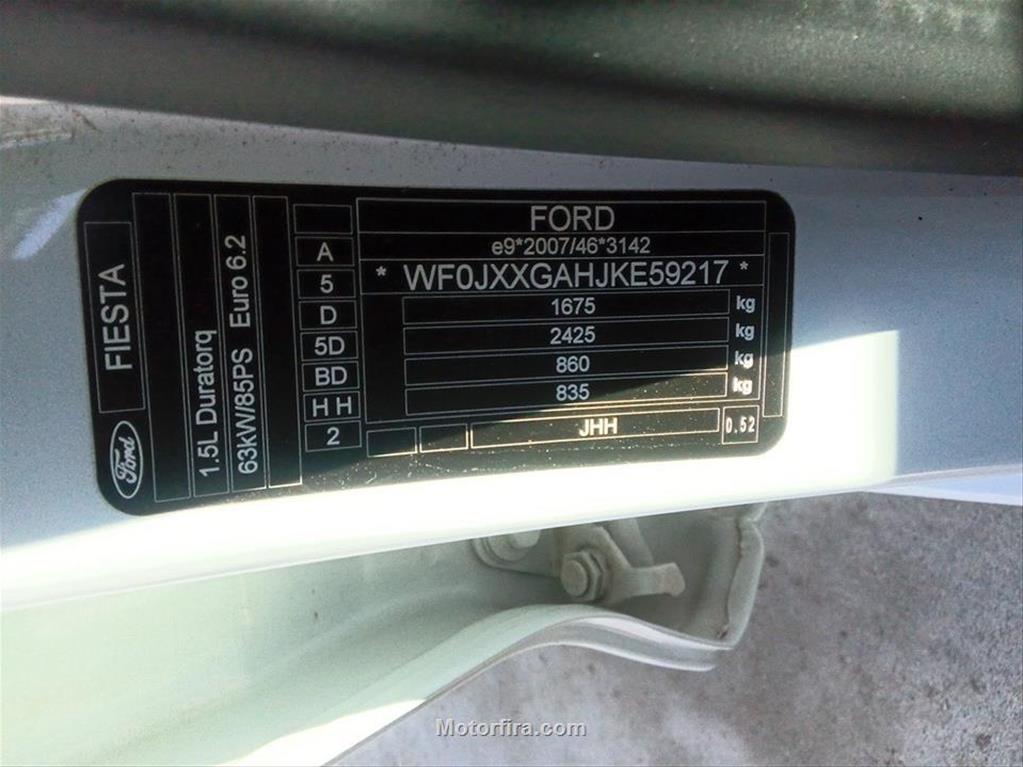 FORD
e9*2007/46*3142
* WF0JXXGAHJKE59217 *
1675 kg
2425 kg
860 kg
835 kg
JHH 0.52
A
5
D
5D
BD
H H
2
FIESTA
1.5L Duratorq
63kW/85PS Euro 6.2
Ford
Motorfira.com